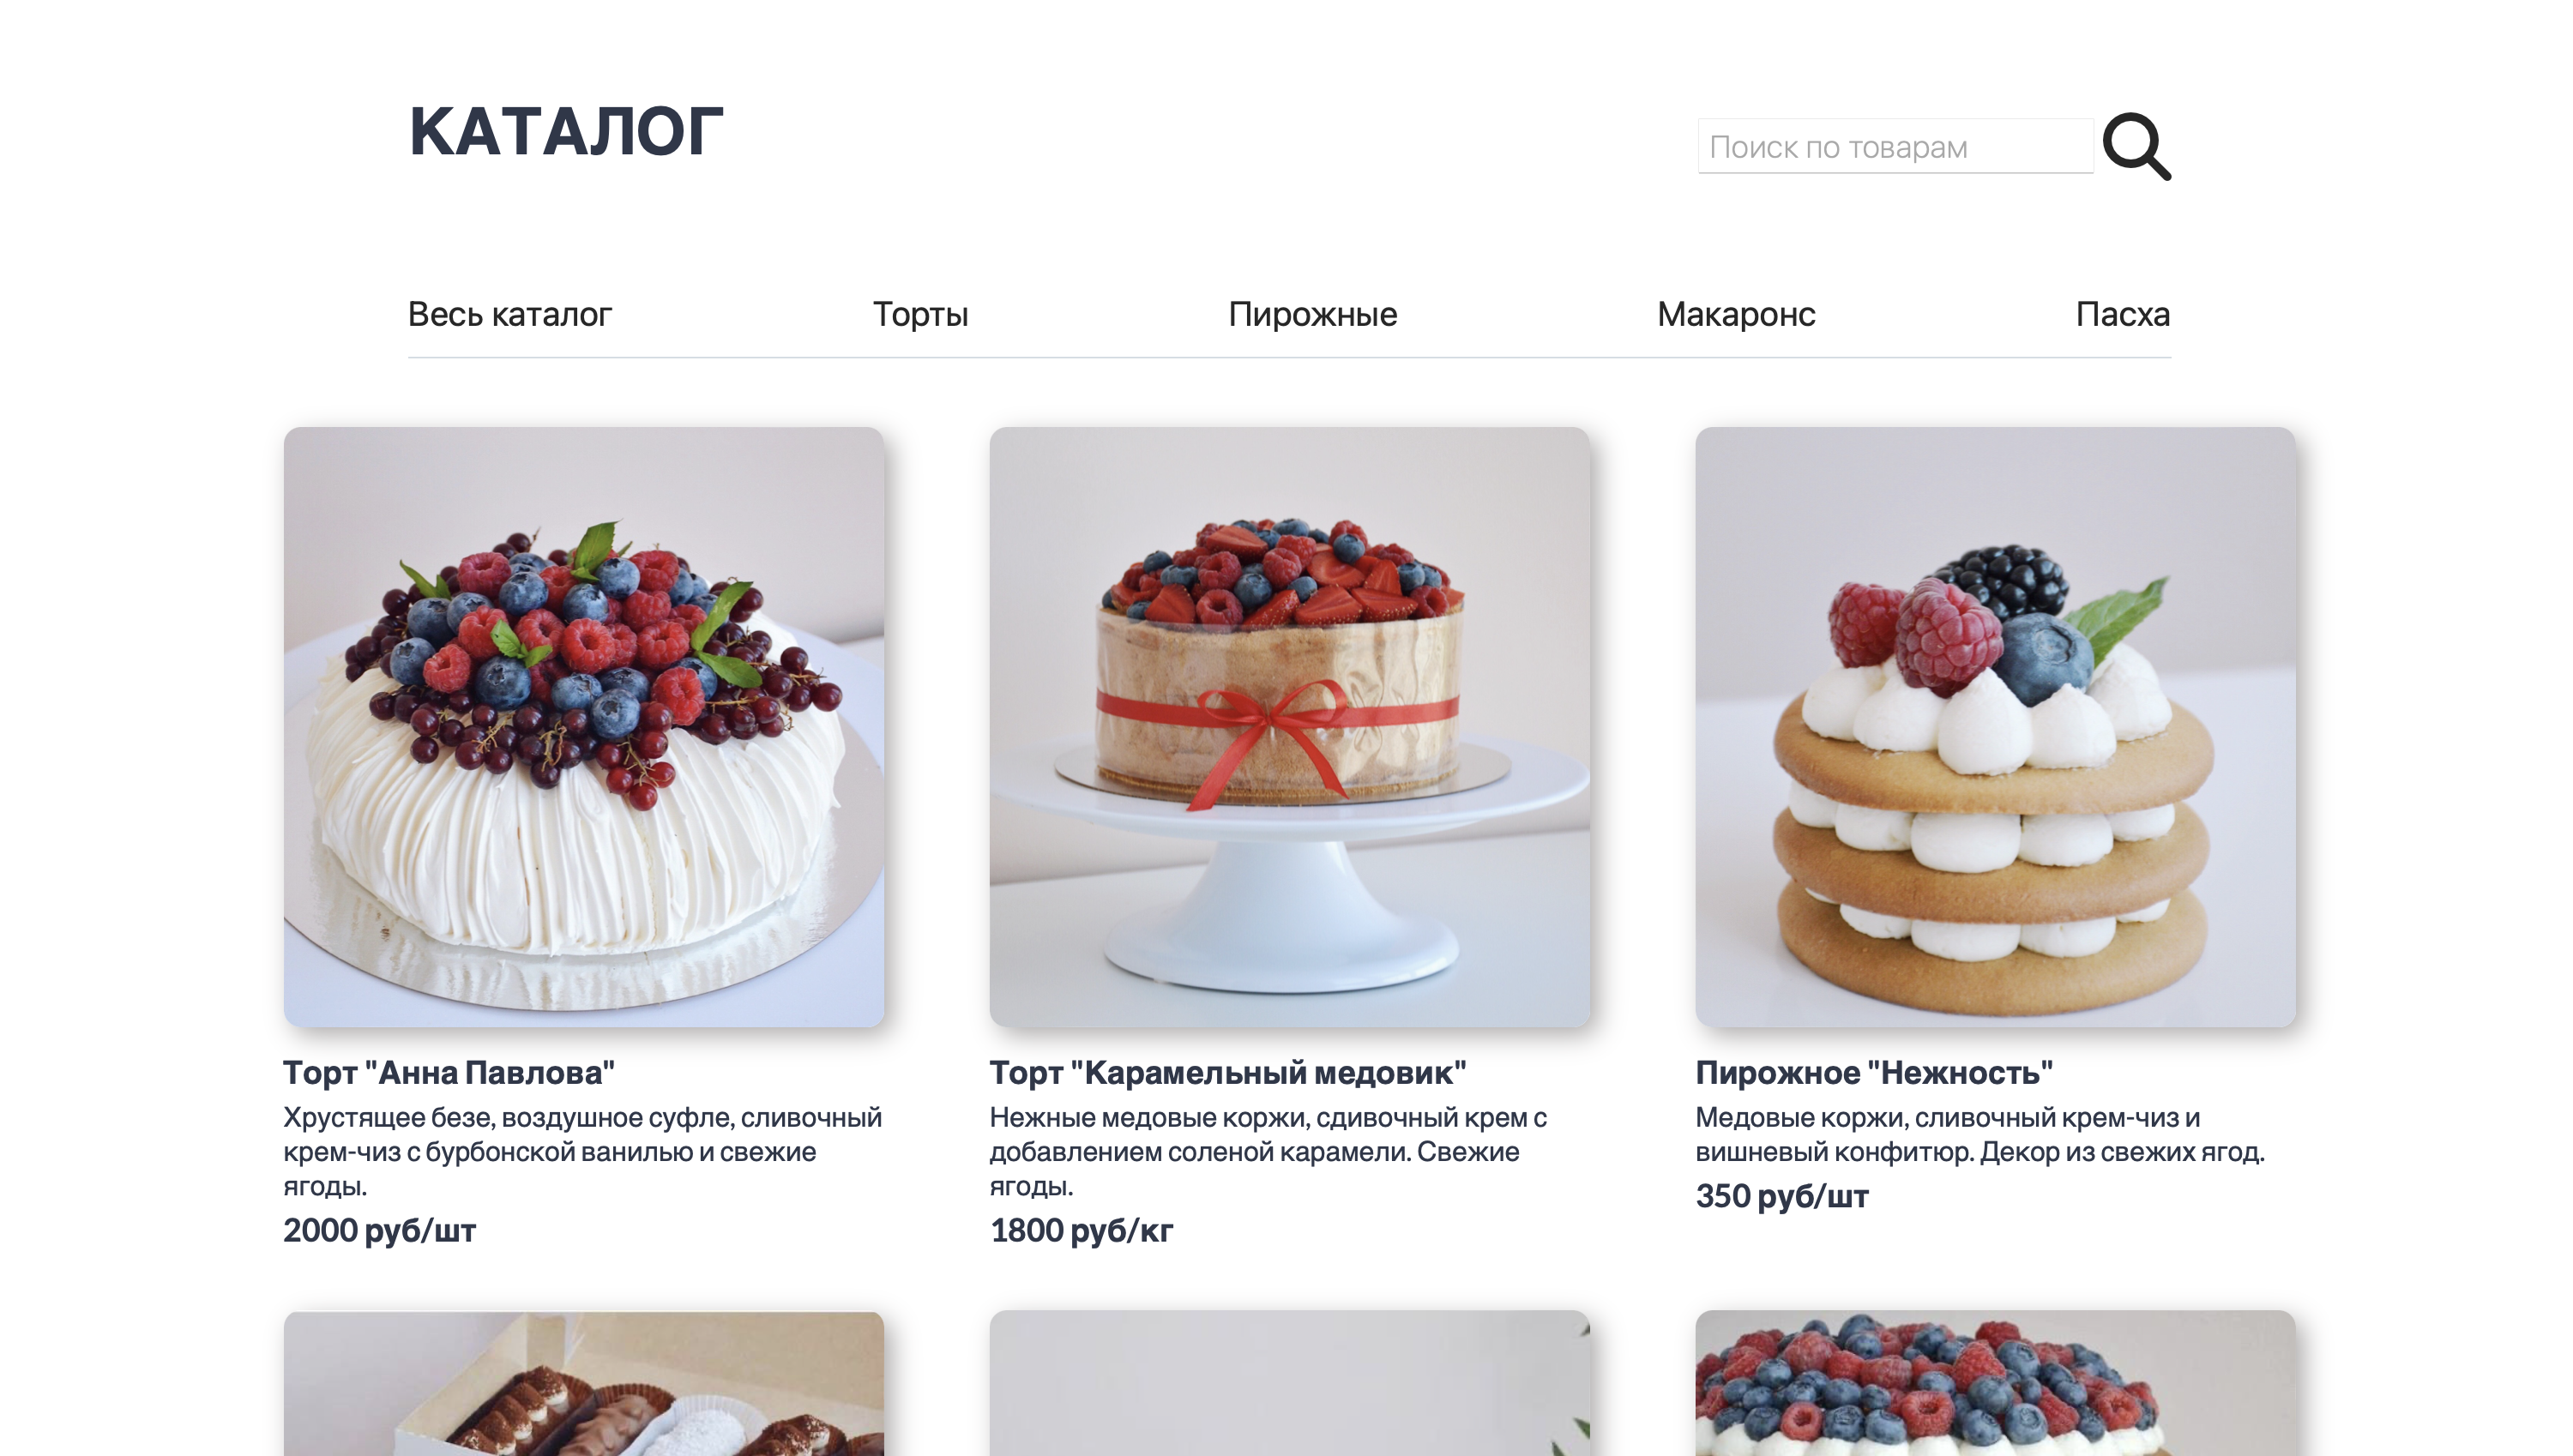 КАТАЛОГ
Поиск по товарам
Весь каталог Торты Пирожные Макаронс Пасха
Торт "Анна Павлова"
Хрустящее безе, воздушное суфле, сливочный
крем-чиз с бурбонской ванилью и свежие
ягоды.
2000 руб/шт
Торт "Карамельный медовик"
Нежные медовые коржи, сдивочный крем с
добавлением соленой карамели. Свежие
ягоды.
1800 руб/кг
Пирожное "Нежность"
Медовые коржи, сливочный крем-чиз и
вишневый конфитюр. Декор из свежих ягод.
350 руб/шт